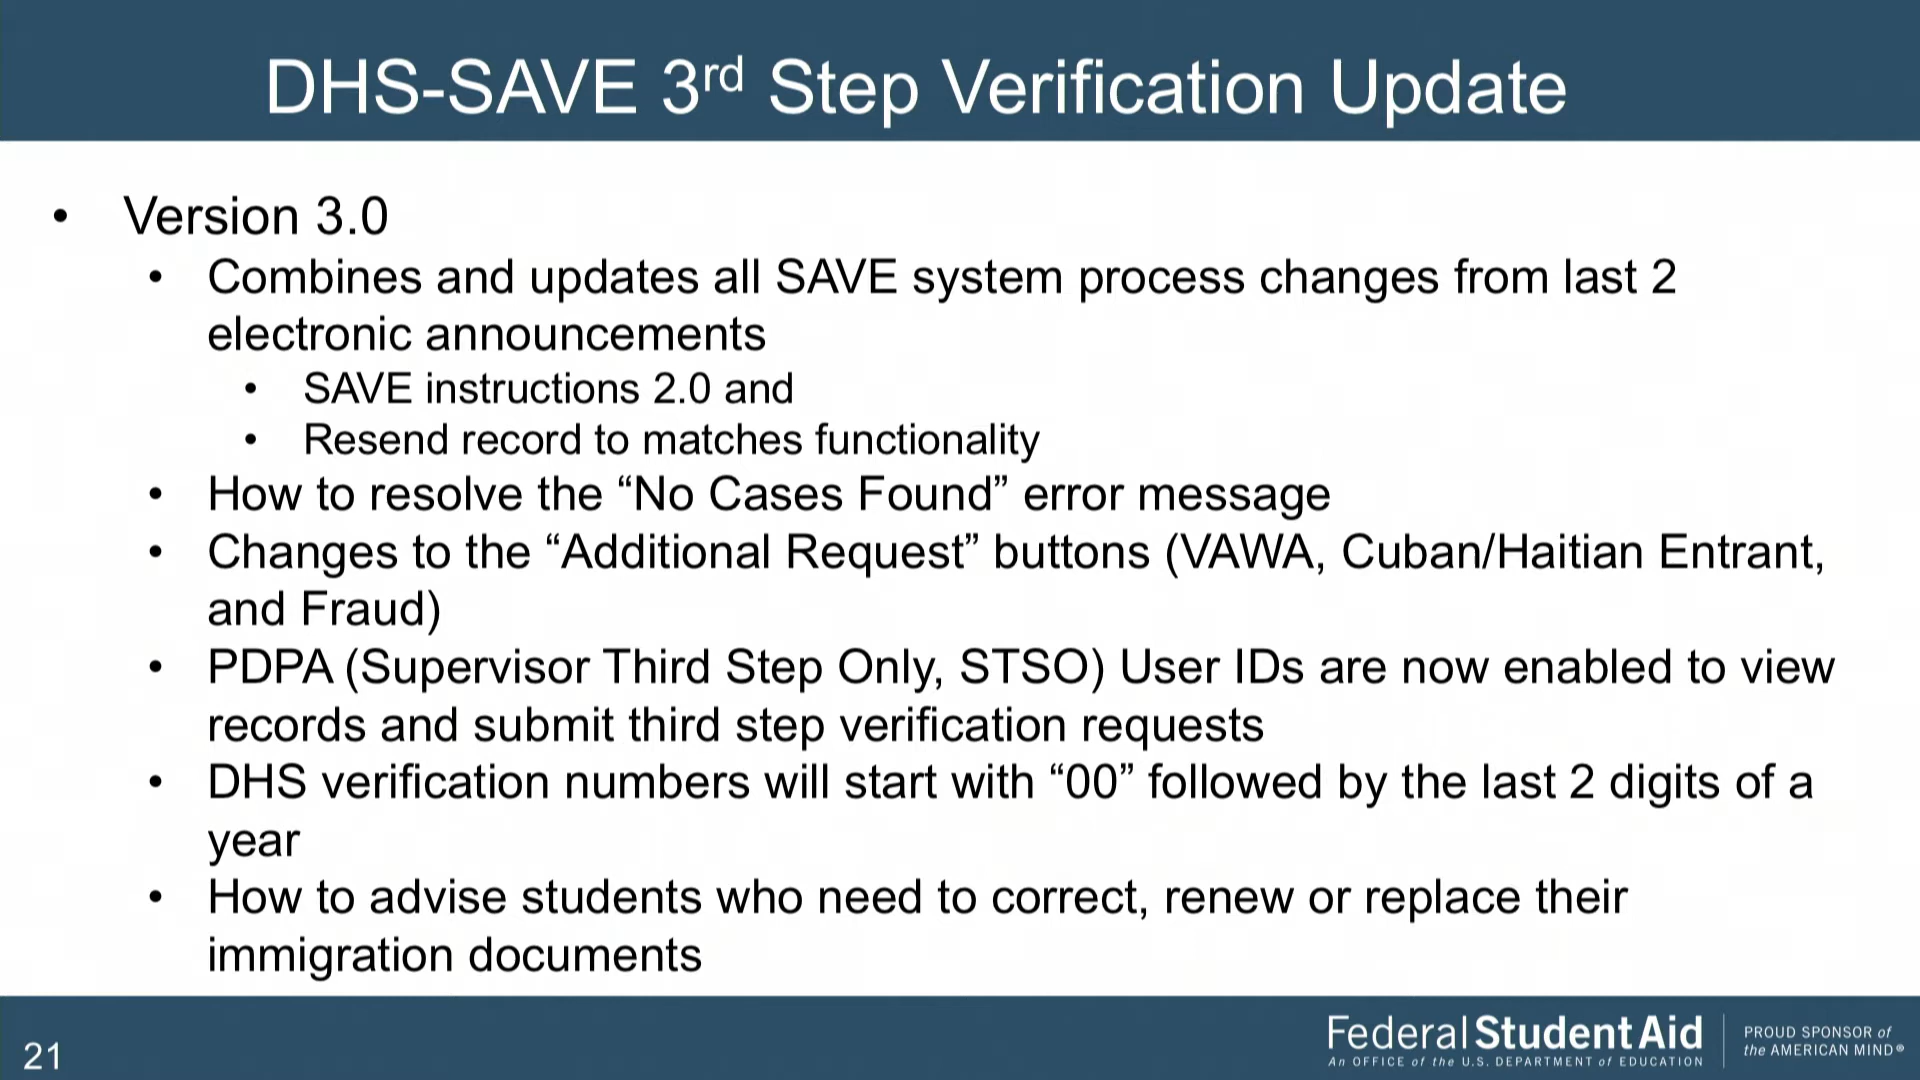 DHS-SAVE 3rd Step Verification Update
• Version 3.0
• Combines and updates all SAVE system process changes from last 2
electronic announcements
• SAVE instructions 2.0 and
• Resend record to matches functionality
• How to resolve the “No Cases Found” error message
• Changes to the “Additional Request” buttons (VAWA, Cuban/Haitian Entrant,
and Fraud)
• PDPA (Supervisor Third Step Only, STSO) User IDs are now enabled to view
records and submit third step verification requests
• DHS verification numbers will start with “00” followed by the last 2 digits of a
year
• How to advise students who need to correct, renew or replace their
immigration documents
21
Federal Student Aid
An OFFICE of the U.S. DEPARTMENT of EDUCATION
PROUD SPONSOR of
the AMERICAN MIND®